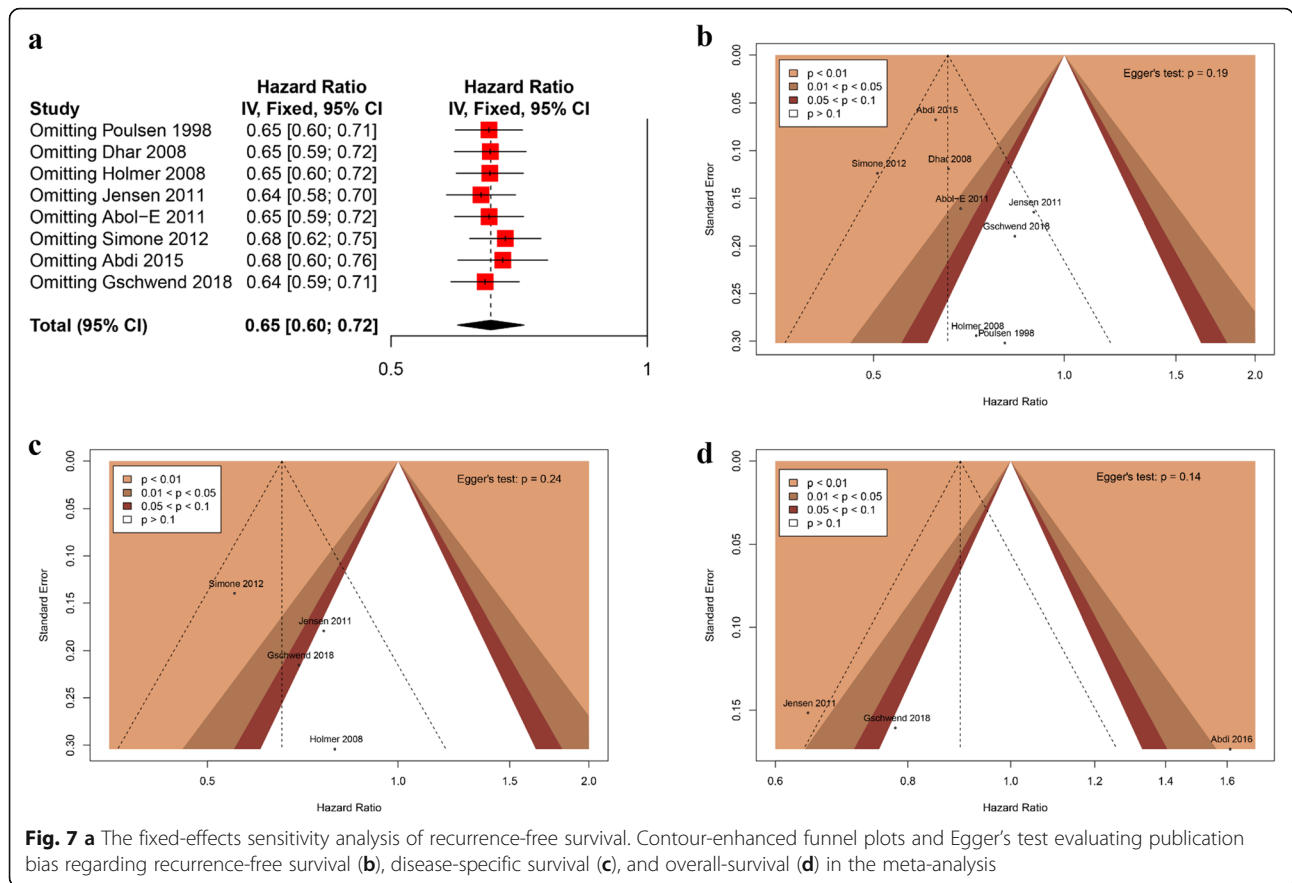 a
Hazard Ratio Hazard Ratio
Study IV, Fixed, 95% CI IV, Fixed, 95% CI
Omitting Poulsen 1998 0.65 [0.60; 0.71]
Omitting Dhar 2008 0.65 [0.59; 0.72]
Omitting Holmer 2008 0.65 [0.60; 0.72]
Omitting Jensen 2011 0.64 [0.58; 0.70]
Omitting Abol−E 2011 0.65 [0.59; 0.72]
Omitting Simone 2012 0.68 [0.62; 0.75]
Omitting Abdi 2015 0.68 [0.60; 0.76]
Omitting Gschwend 2018 0.64 [0.59; 0.71]
Total (95% CI) 0.65 [0.60; 0.72]
0.5 1
b
p < 0.01
0.01 < p < 0.05
0.05 < p < 0.1
p > 0.1
Egger's test: p = 0.19
Standard Error
0.00
0.05
0.10
0.15
0.20
0.25
0.30
Abdi 2015
Simone 2012
Dhar 2008
Abol−E 2011
Jensen 2011
Gschwend 2018
Holmer 2008
Poulsen 1998
0.5 1.0 2.0
Hazard Ratio
c
p < 0.01
0.01 < p < 0.05
0.05 < p < 0.1
p > 0.1
Egger's test: p = 0.24
Standard Error
0.00
0.05
0.10
0.15
0.20
0.25
0.30
Simone 2012
Jensen 2011
Gschwend 2018
Holmer 2008
0.5 1.0 1.5 2.0
Hazard Ratio
d
p < 0.01
0.01 < p < 0.05
0.05 < p < 0.1
p > 0.1
Egger's test: p = 0.14
Standard Error
0.00
0.05
0.10
0.15
Jensen 2011
Gschwend 2018
Abdi 2016
0.6 0.8 1.0 1.2 1.4 1.6
Hazard Ratio
Fig. 7 a The fixed-effects sensitivity analysis of recurrence-free survival. Contour-enhanced funnel plots and Egger's test evaluating publication
bias regarding recurrence-free survival (b), disease-specific survival (c), and overall-survival (d) in the meta-analysis